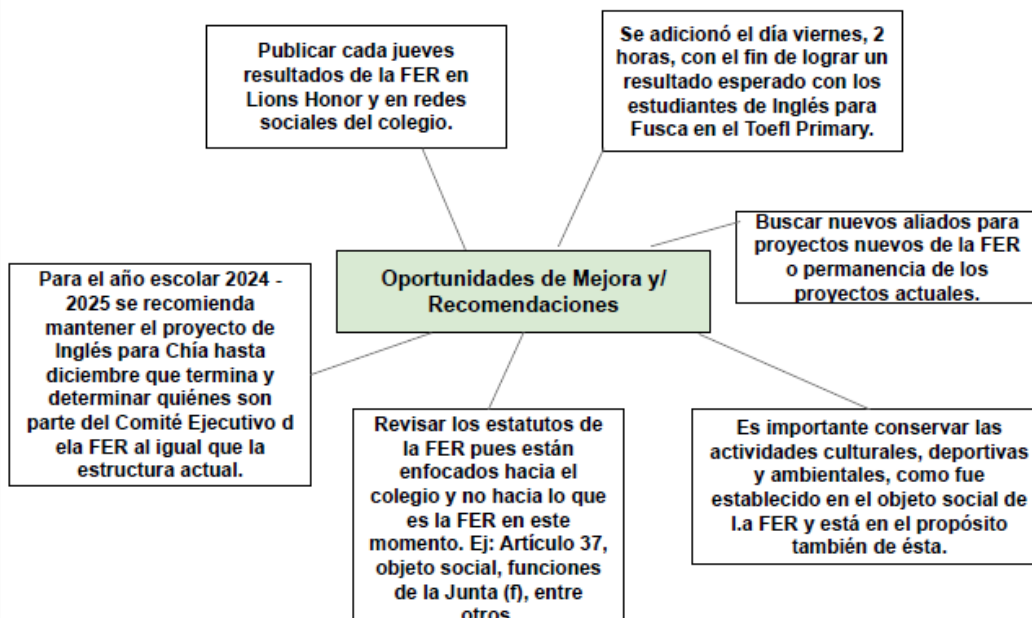 Publicar cada jueves
resultados de la FER en
Lions Honor y en redes
sociales del colegio.
Se adicionó el día viernes, 2
horas, con el fin de lograr un
resultado esperado con los
estudiantes de Inglés para
Fusca en el Toefl Primary.
Buscar nuevos aliados para
proyectos nuevos de la FER
o permanencia de los
proyectos actuales.
Oportunidades de Mejora y/
Recomendaciones
Para el año escolar 2024 -
2025 se recomienda
mantener el proyecto de
Inglés para Chía hasta
diciembre que termina y
determinar quiénes son
parte del Comité Ejecutivo d
ela FER al igual que la
estructura actual.
Revisar los estatutos de
la FER pues están
enfocados hacia el
colegio y no hacia lo que
es la FER en este
momento. Ej: Artículo 37,
objeto social, funciones
de la Junta (f), entre
otros
Es importante conservar las
actividades culturales, deportivas
y ambientales, como fue
establecido en el objeto social de
l.a FER y está en el propósito
también de ésta.